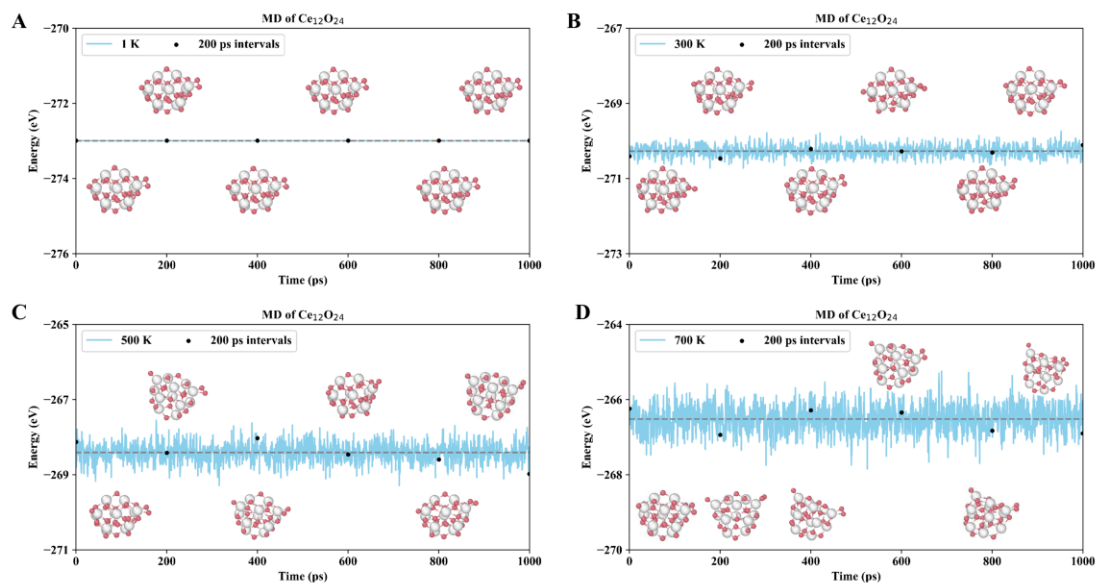 A
MD of Ce₁₂O₂₄
1 K
200 ps intervals
−270
−272
−274
−276
Energy (eV)
0
200
400
600
800
1000
Time (ps)
B
MD of Ce₁₂O₂₄
300 K
200 ps intervals
−267
−269
−271
−273
Energy (eV)
0
200
400
600
800
1000
Time (ps)
C
MD of Ce₁₂O₂₄
500 K
200 ps intervals
−265
−267
−269
−271
Energy (eV)
0
200
400
600
800
1000
Time (ps)
D
MD of Ce₁₂O₂₄
700 K
200 ps intervals
−264
−266
−268
−270
Energy (eV)
0
200
400
600
800
1000
Time (ps)